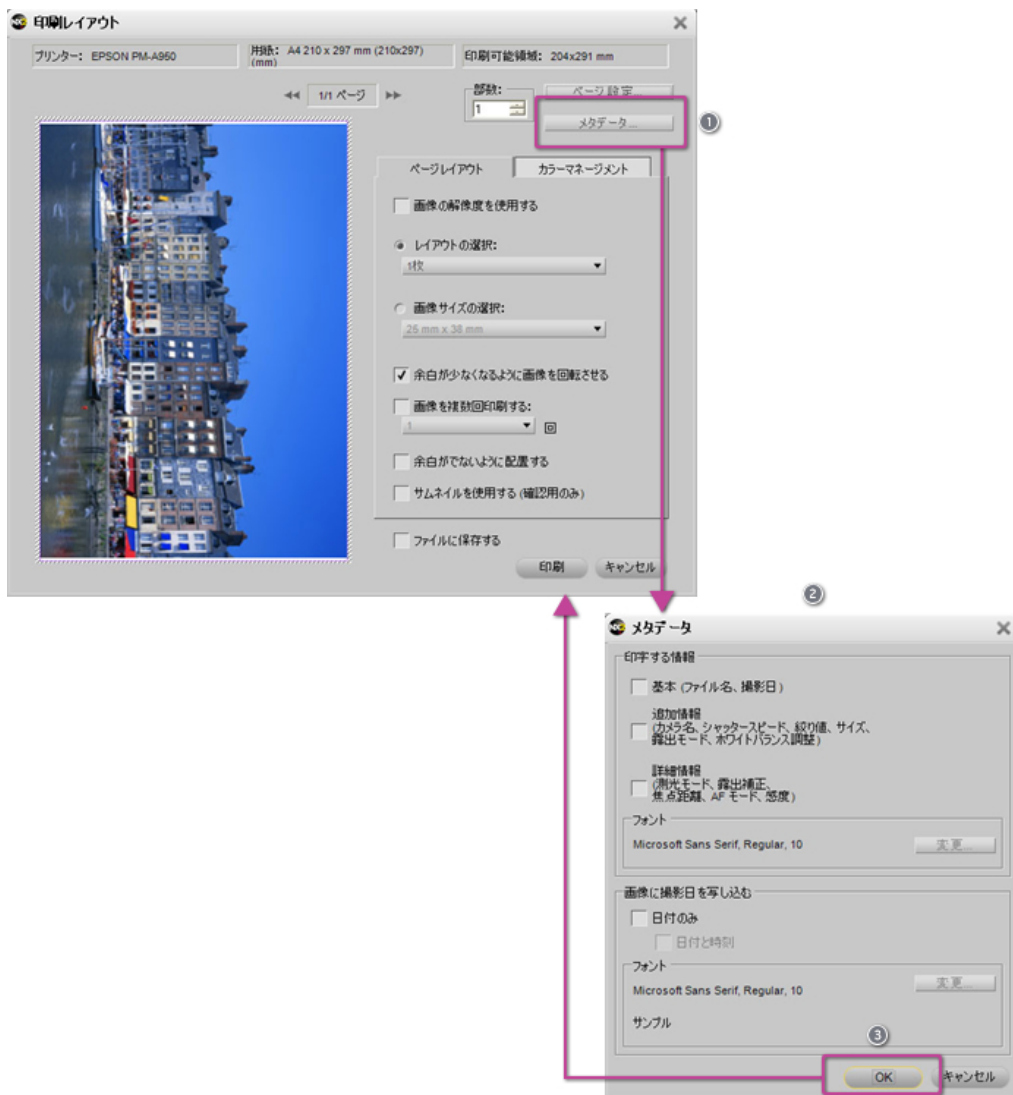 印刷レイアウト
プリンター: EPSON PM-A950
用紙: A4 210 x 297 mm (210x297)
(mm)
印刷可能領域: 204x291 mm
1/1 ページ
部数:
1
ページ設定...
メタデータ...
1
ページレイアウト
カラーマネージメント
画像の解像度を使用する
レイアウトの選択:
1枚
画像サイズの選択:
25 mm x 38 mm
余白が少なくなるように画像を回転させる
画像を複数回印刷する:
1
回
余白がでないように配置する
サムネイルを使用する (確認用のみ)
ファイルに保存する
印刷
キャンセル
2
メタデータ
印字する情報
基本 (ファイル名、撮影日)
追加情報
(カメラ名、シャッタースピード、絞り値、サイズ、
露出モード、ホワイトバランス調整)
詳細情報
(測光モード、露出補正、
焦点距離、AF モード、感度)
フォント
Microsoft Sans Serif, Regular, 10
変更...
画像に撮影日を写し込む
日付のみ
日付と時刻
フォント
Microsoft Sans Serif, Regular, 10
変更...
サンプル
3
OK
キャンセル